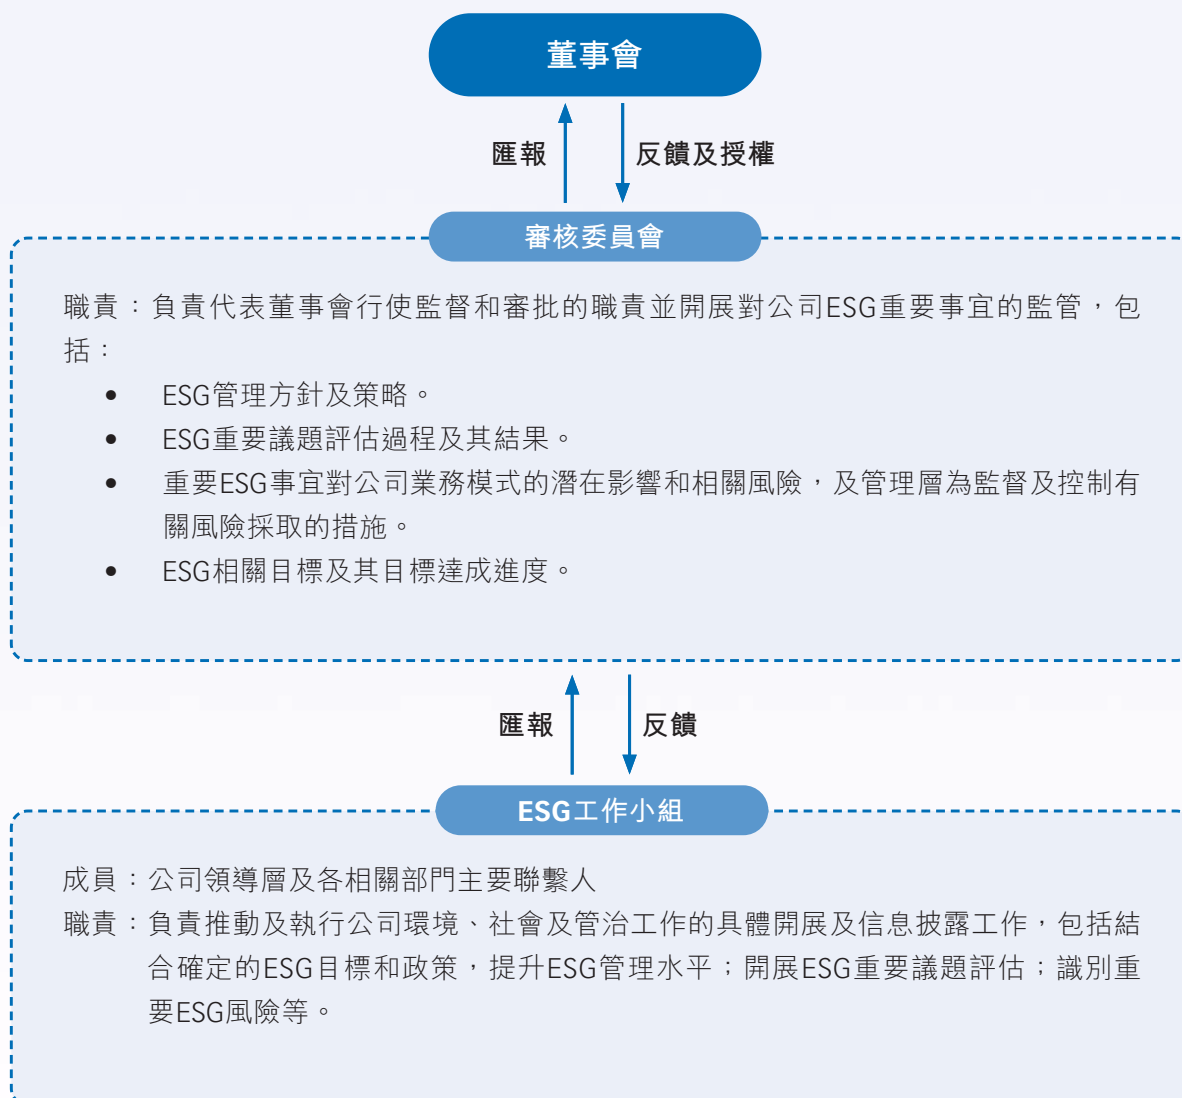 董事會
匯報
反饋及授權
審核委員會
職責：負責代表董事會行使監督和審批的職責並開展對公司ESG重要事宜的監管，包
括：
• ESG管理方針及策略。
• ESG重要議題評估過程及其結果。
• 重要ESG事宜對公司業務模式的潛在影響和相關風險，及管理層為監督及控制有
關風險採取的措施。
• ESG相關目標及其目標達成進度。
匯報
反饋
ESG工作小組
成員：公司領導層及各相關部門主要聯繫人
職責：負責推動及執行公司環境、社會及管治工作的具體開展及信息披露工作，包括結
合確定的ESG目標和政策，提升ESG管理水平；開展ESG重要議題評估；識別重
要ESG風險等。